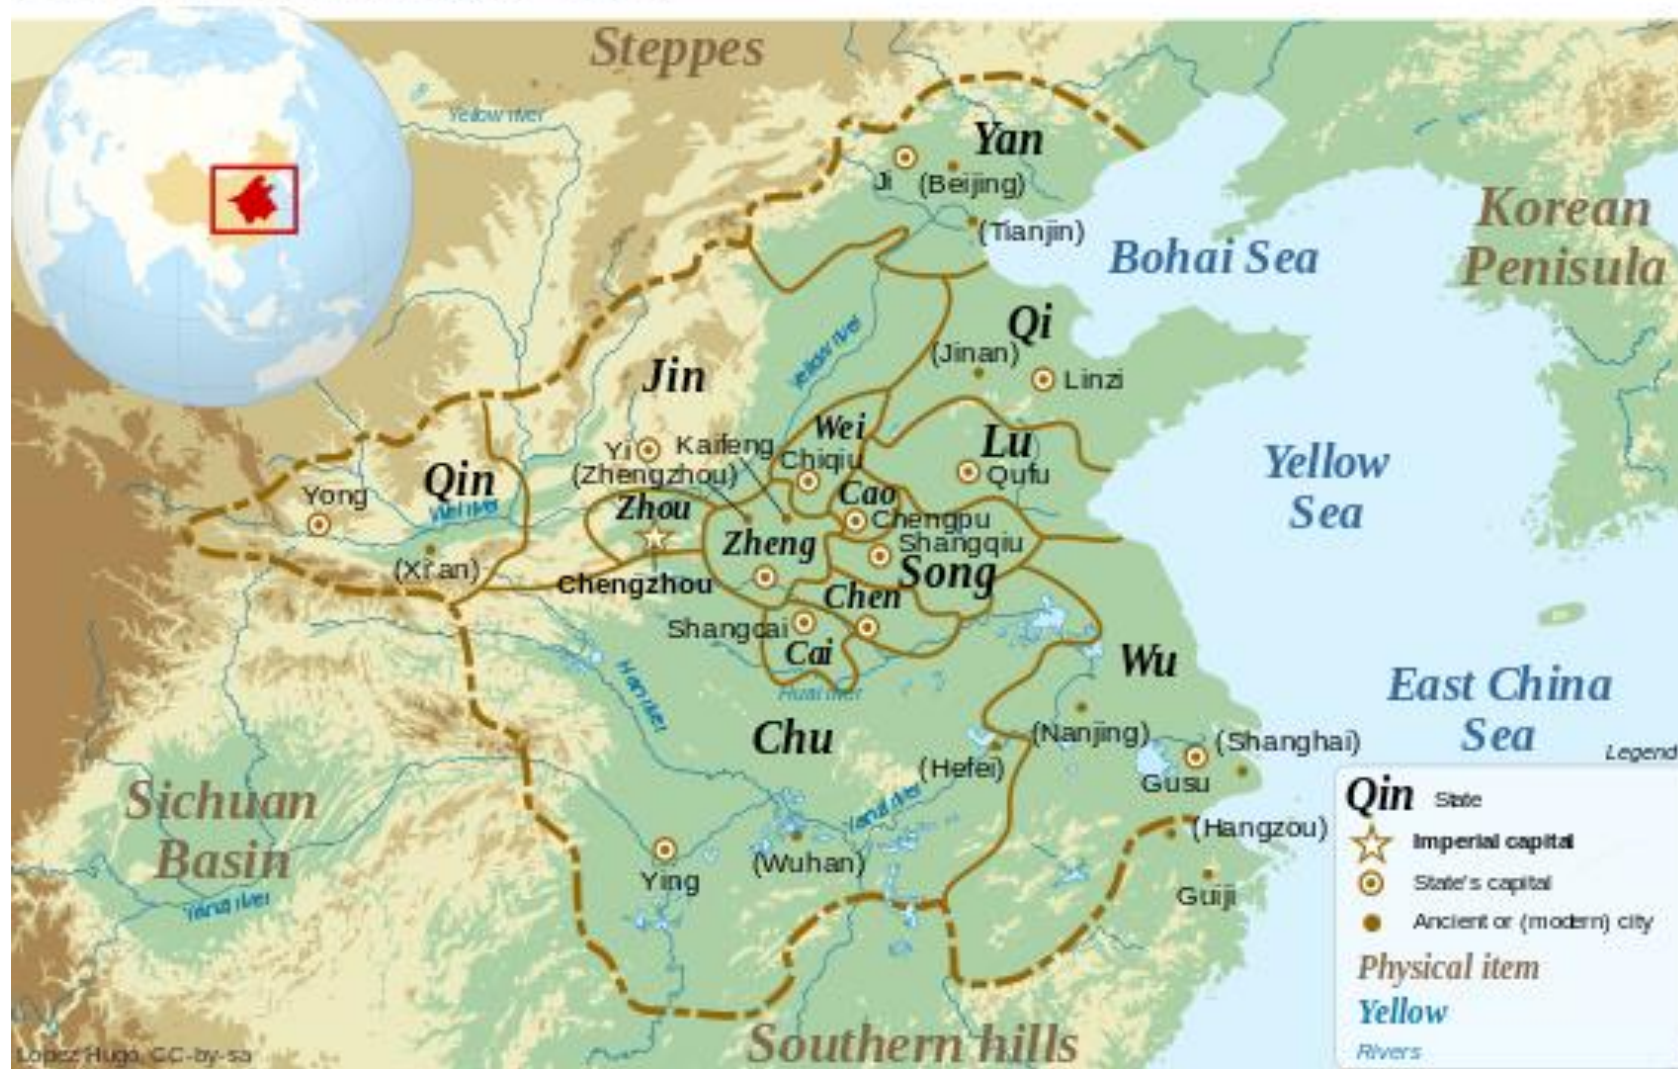 Steppes
Yellow river
Yan
Ji
(Beijing)
(Tianjin)
Bohai Sea
Korean
Penisula
Qi
(Jinan)
Linzi
Yellow river
Jin
Wei
Lu
Yi
Kaifeng
(Zhengzhou)
Chiqiu
Qufu
Yellow
Sea
Qin
Yong
Wei river
(Xi'an)
Zhou
Cao
Chengpu
Shangqiu
Zheng
Song
Chengzhou
Chen
Shangcai
Cai
Huai river
Han river
Wu
East China
Sea
Chu
(Nanjing)
(Shanghai)
(Hefei)
Gusu
Sichuan
Basin
Yangi river
Yangi river
(Wuhan)
Ying
(Hangzou)
Guiji
Southern hills
Legend
Qin State
Imperial capital
State's capital
Ancient or (modern) city
Physical item
Yellow
Rivers
Lopez Hugo, CC-by-sa